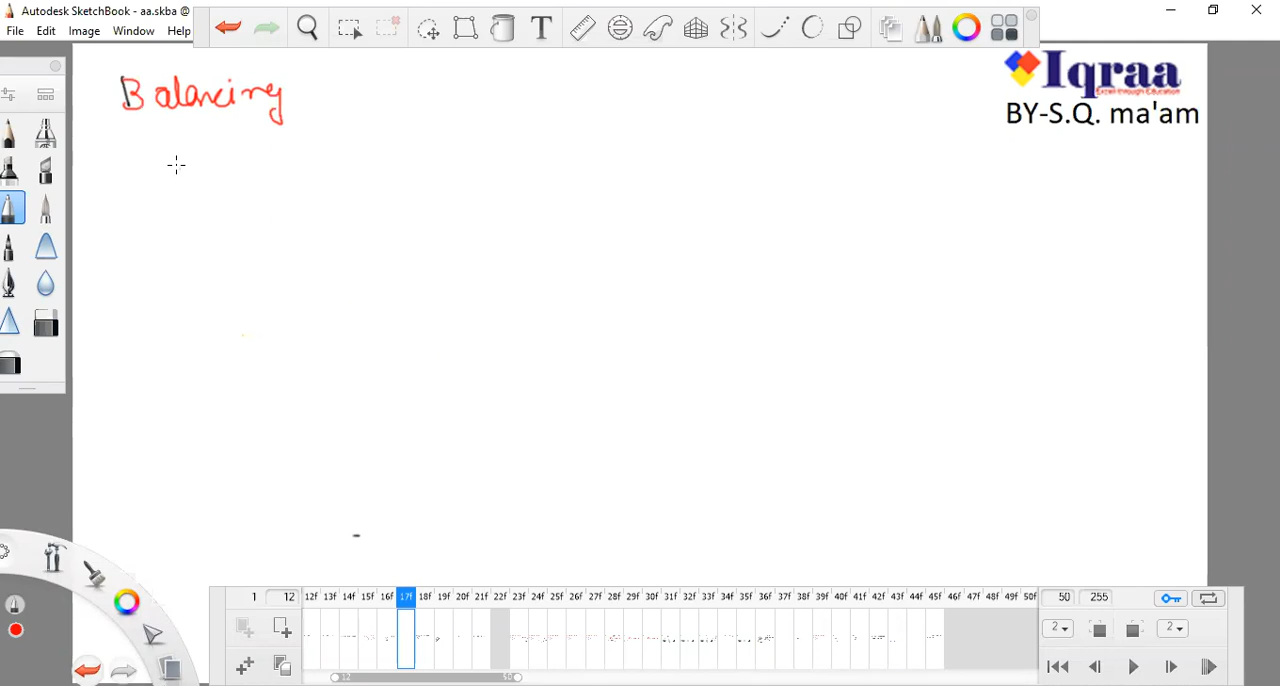 Autodesk SketchBook - aa.skba @
File Edit Image Window Help
T
Iqraa
Excel through Education
BY-S.Q. ma'am
Balancing
1 12 12f 13f 14f 15f 16f 17f 18f 19f 20f 21f 22f 23f 24f 25f 26f 27f 28f 29f 30f 31f 32f 33f 34f 35f 36f 37f 38f 39f 40f 41f 42f 43f 44f 45f 46f 47f 48f 49f 50f 50 255
2 2
12 50